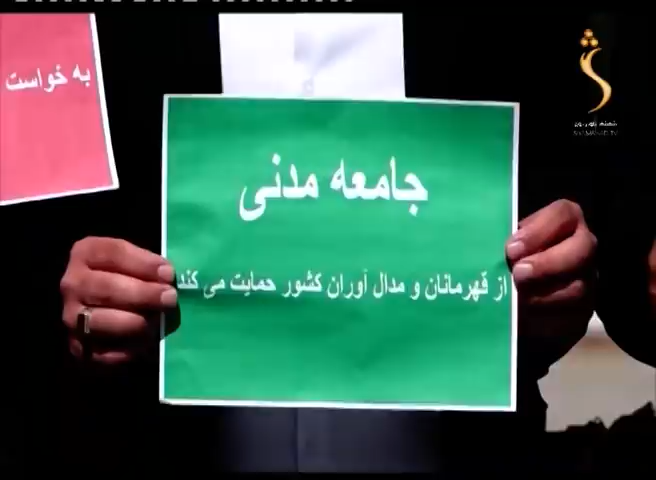 به خواست
جامعه مدنی
از قهرمانان و مدال آوران کشور حمایت می کند